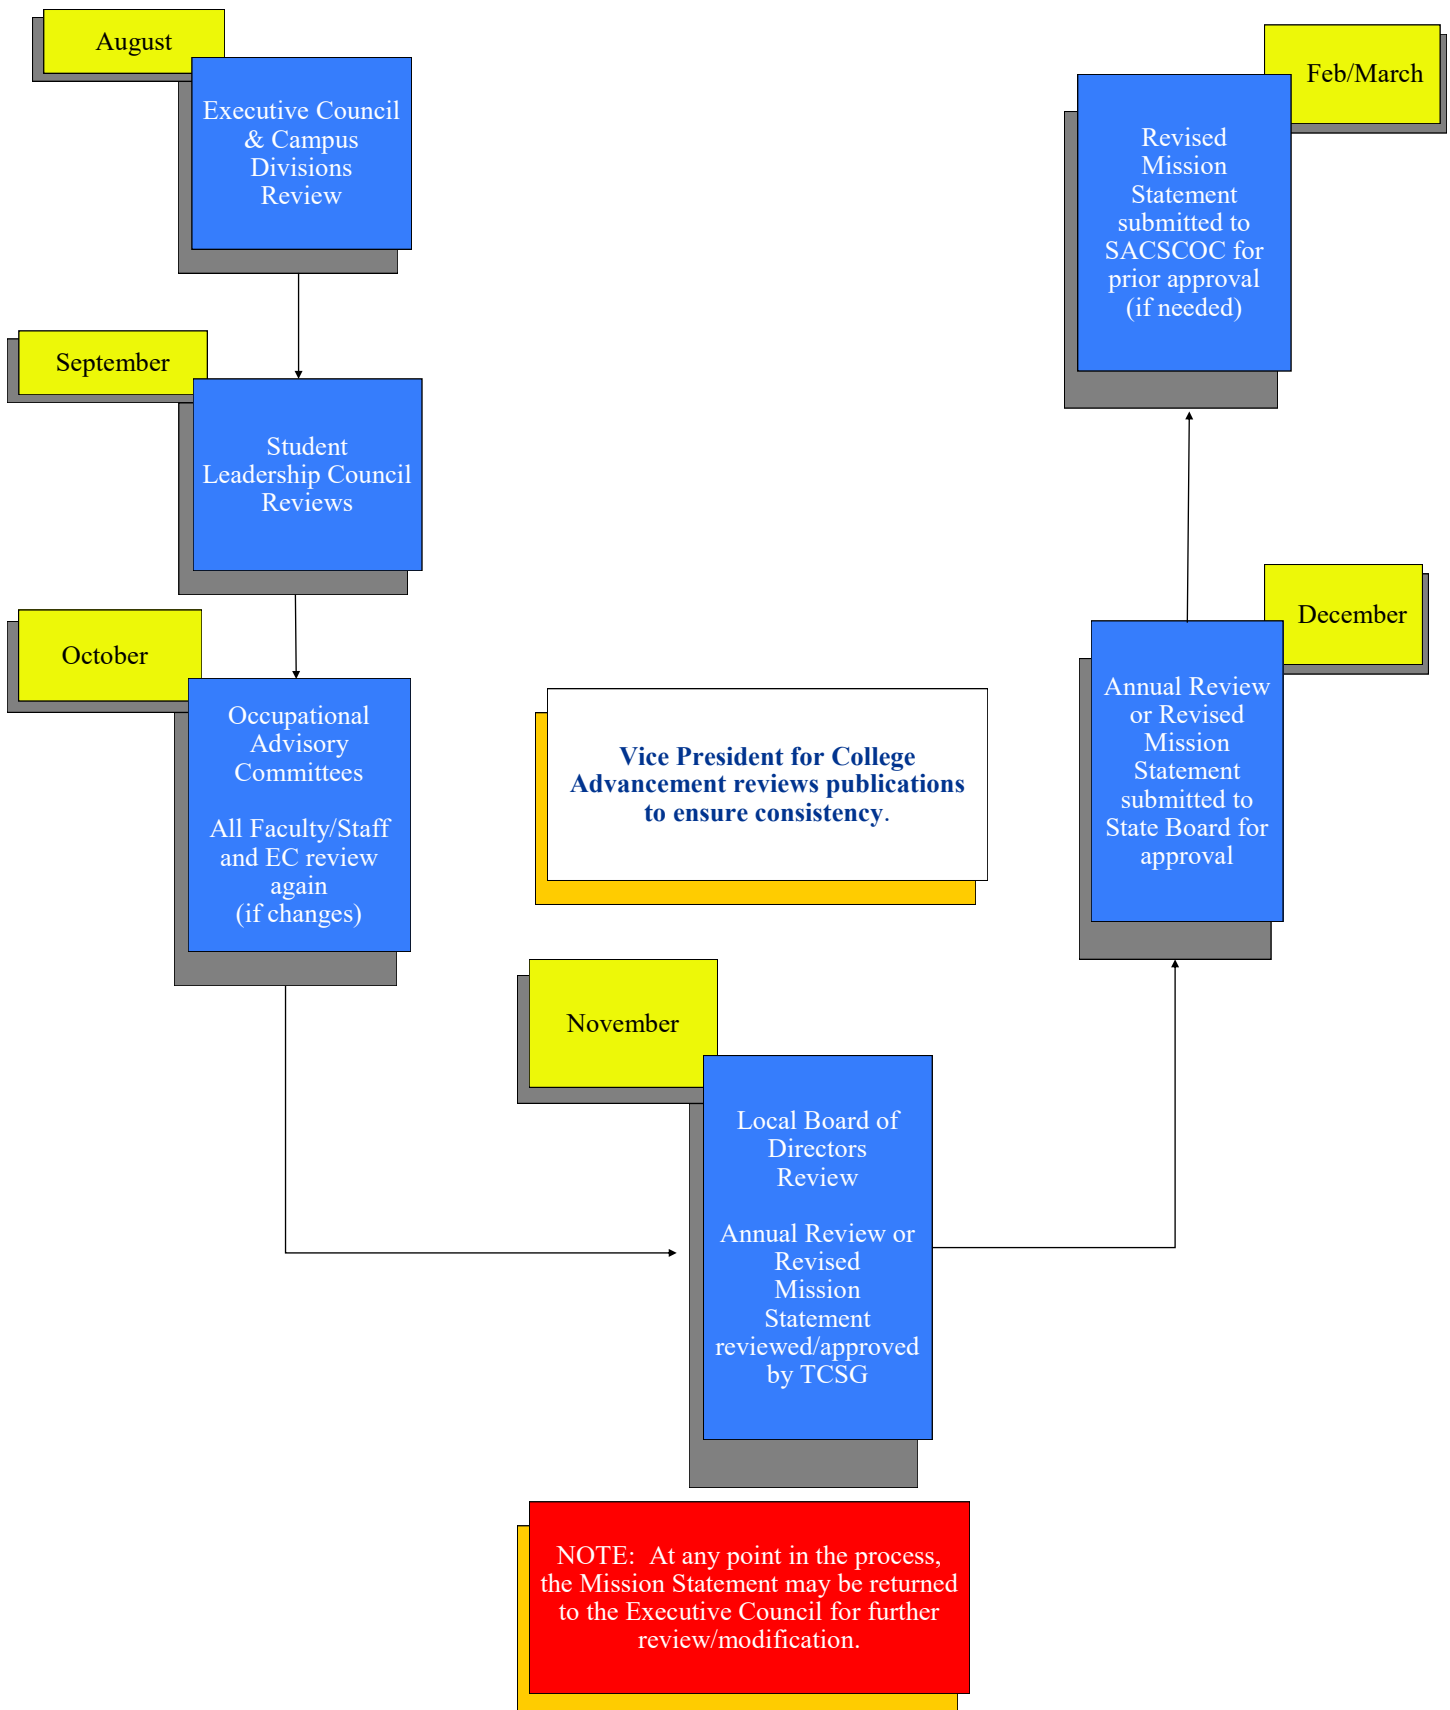 August
Executive Council
& Campus
Divisions
Review
September
Student
Leadership Council
Reviews
October
Occupational
Advisory
Committees
All Faculty/Staff
and EC review
again
(if changes)
Vice President for College
Advancement reviews publications
to ensure consistency.
November
Local Board of
Directors
Review
Annual Review or
Revised
Mission
Statement
reviewed/approved
by TCSG
December
Annual Review
or Revised
Mission
Statement
submitted to
State Board for
approval
Feb/March
Revised
Mission
Statement
submitted to
SACSCOC for
prior approval
(if needed)
NOTE:  At any point in the process,
the Mission Statement may be returned
to the Executive Council for further
review/modification.